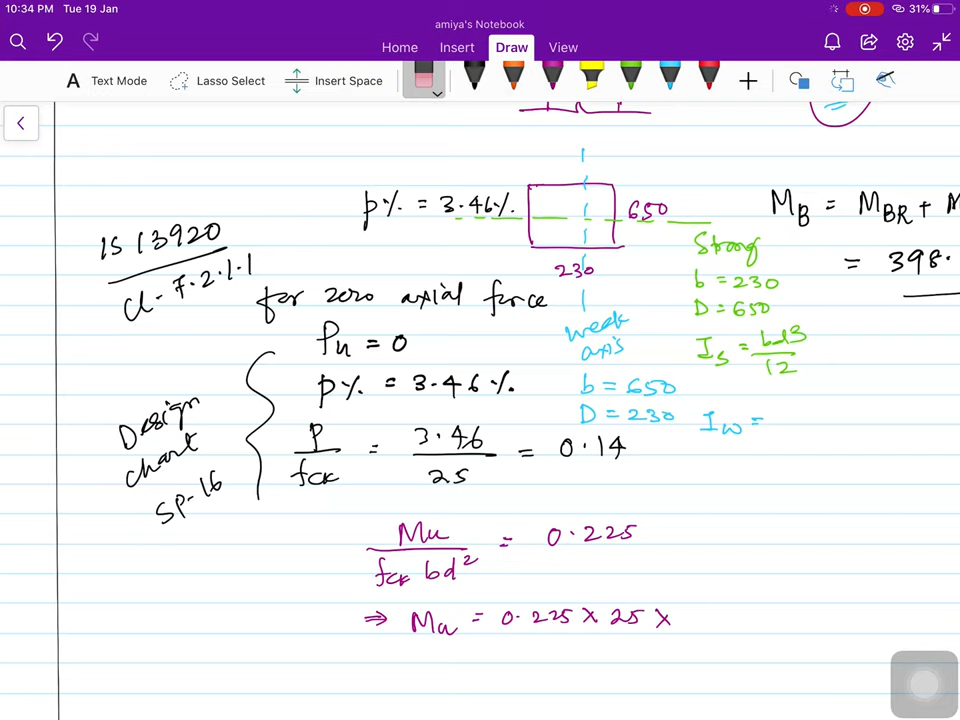 10:34 PM Tue 19 Jan
31%
amiya's Notebook
Home Insert Draw View
A Text Mode Lasso Select Insert Space
p% = 3.46%.
650
230
MB = MBR + M
= 398.
IS 13920
Cl - 7.2.1.1
for zero axial force
Pu = 0
p% = 3.46 %
P/fck = 3.46/25 = 0.14
Design
chart
SP-16
weak
axis
b = 650
D = 230
Strong
b = 230
D = 650
Is = bd3/12
Iw =
Mu/fck bd² = 0.225
⇒ Mu = 0.225 × 25 ×